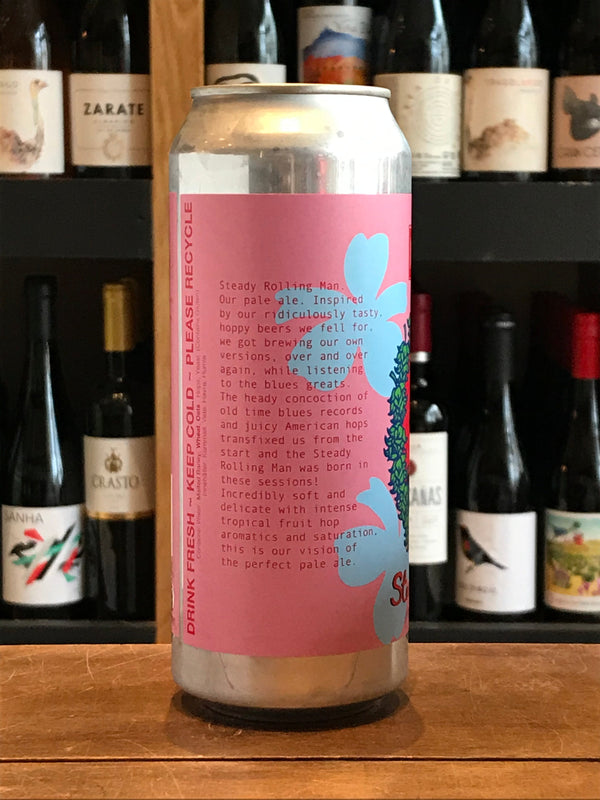 ZARATE
DRINK FRESH ~ KEEP COLD ~ PLEASE RECYCLE
Steady Rolling Man.
Our pale ale. Inspired
by our ridiculously tasty.
hoppy beers we fell for.
we got brewing our own
versions, over and over
again, while listening
to the blues greats.
The heady concoction of
old time blues records
and juicy American hops
transfixed us from the
start and the Steady
Rolling Man was born in
these sessions!
Incredibly soft and
delicate with intense
tropical fruit hop
aromatics and saturation.
this is our vision of
the perfect pale ale.
St
CRASTO